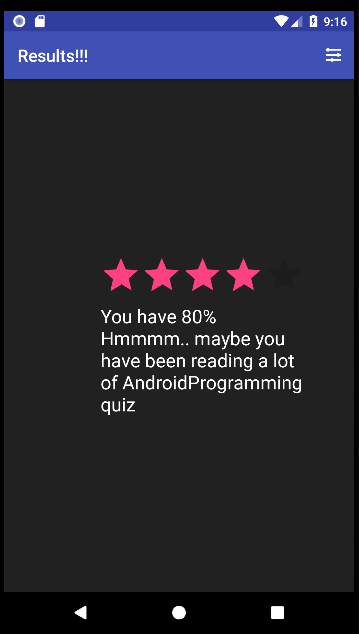 9:16
Results!!!
You have 80%
Hmmmm.. maybe you
have been reading a lot
of AndroidProgramming
quiz